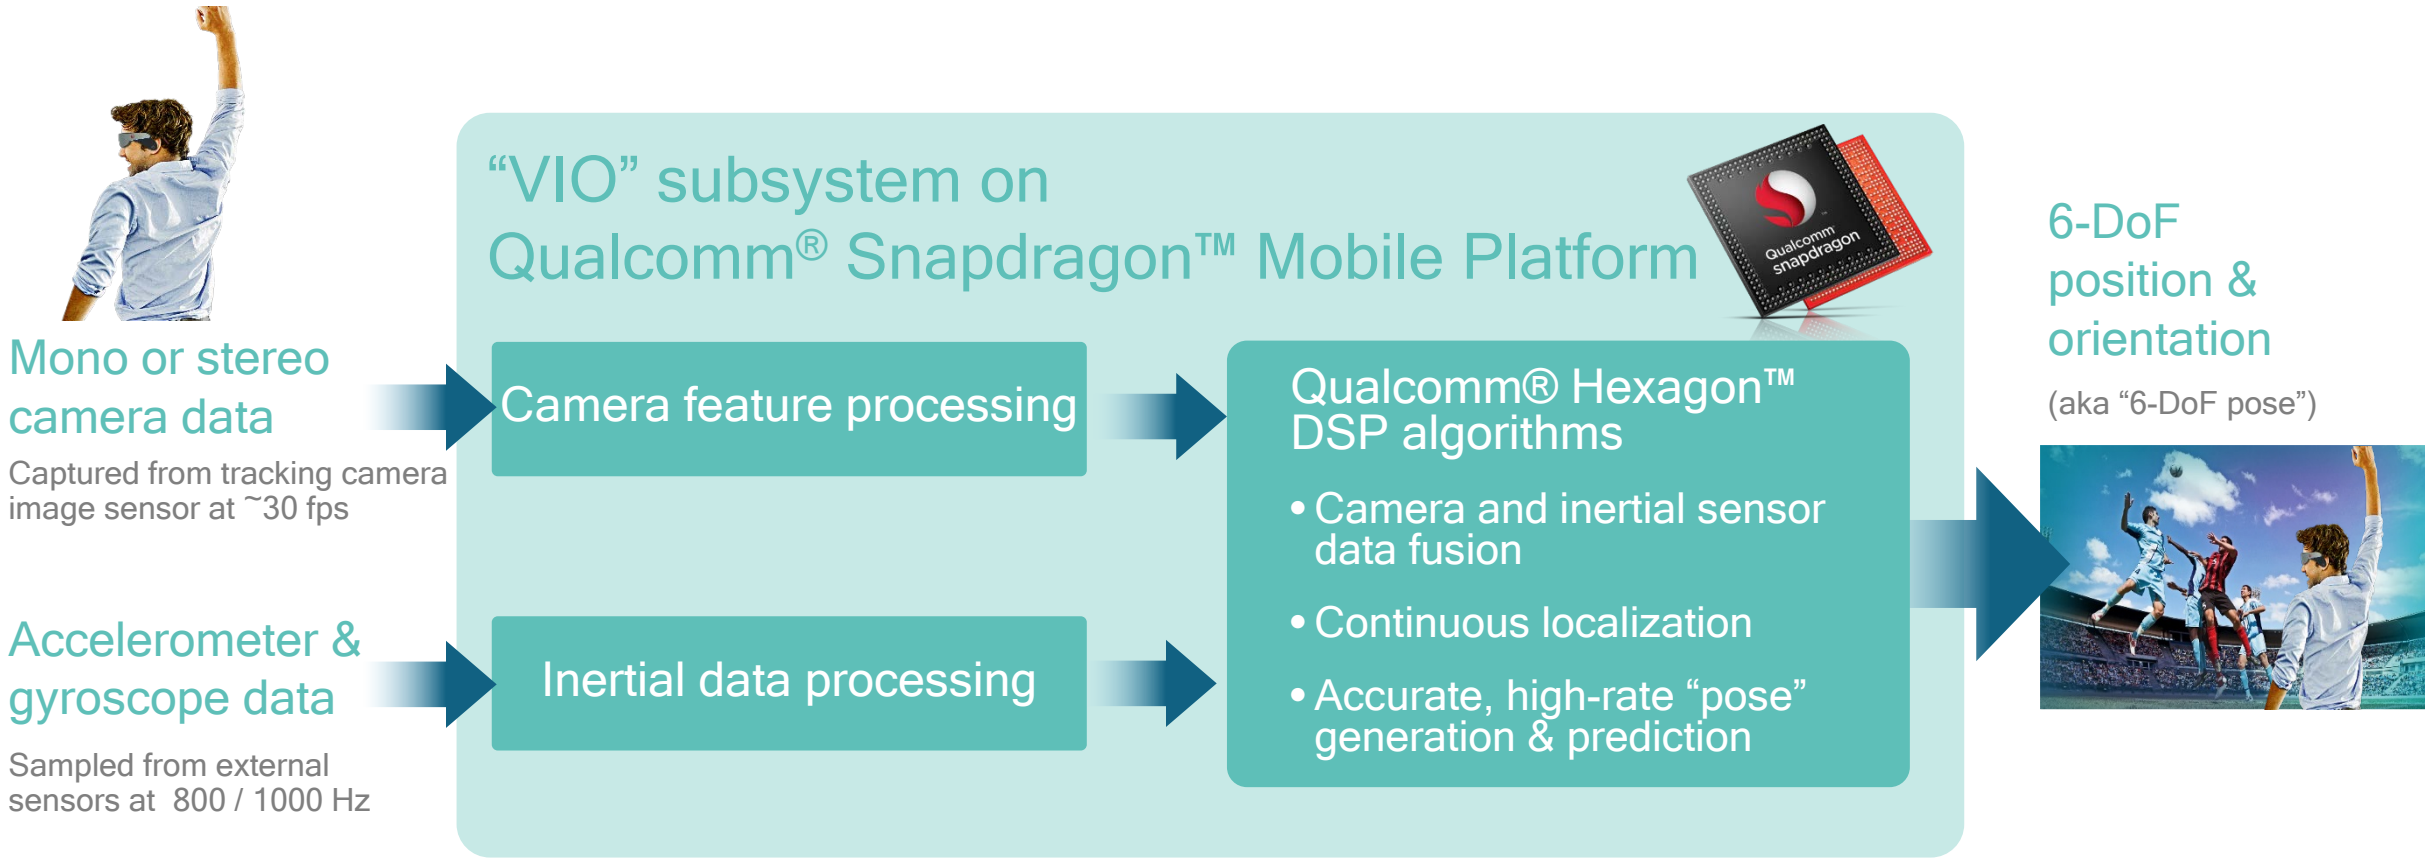 “VIO” subsystem on
Qualcomm® Snapdragon™ Mobile Platform
Qualcomm
snapdragon
Mono or stereo
camera data
Captured from tracking camera
image sensor at ~30 fps
Camera feature processing
Accelerometer &
gyroscope data
Sampled from external
sensors at 800 / 1000 Hz
Inertial data processing
Qualcomm® Hexagon™
DSP algorithms
• Camera and inertial sensor
data fusion
• Continuous localization
• Accurate, high-rate “pose”
generation & prediction
6-DoF
position &
orientation
(aka “6-DoF pose”)